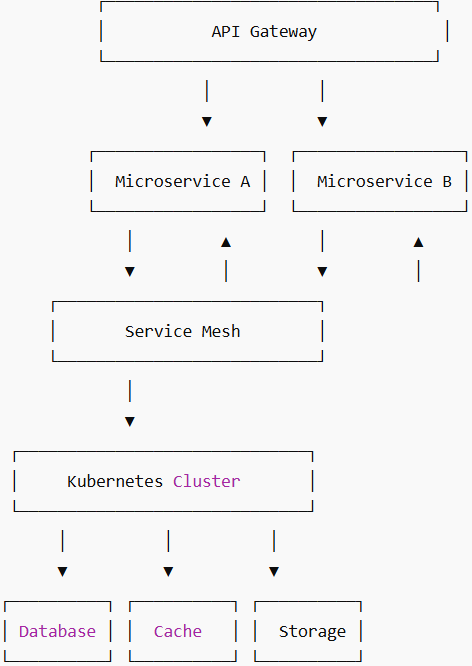 API Gateway
Microservice A Microservice B
Service Mesh
Kubernetes Cluster
Database Cache Storage